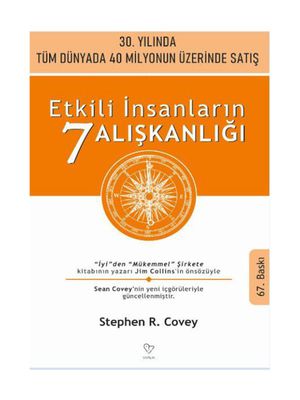 30. YILINDA
TÜM DÜNYADA 40 MİLYONUN ÜZERİNDE SATIŞ
Etkili İnsanların
7 ALIŞKANLIĞI
“İyi”den “Mükemmel” Şirkete
kitabının yazarı Jim Collins'in önsözüyle
Sean Covey'nin yeni içgörüleriyle
güncellenmiştir.
67. Baskı
Stephen R. Covey